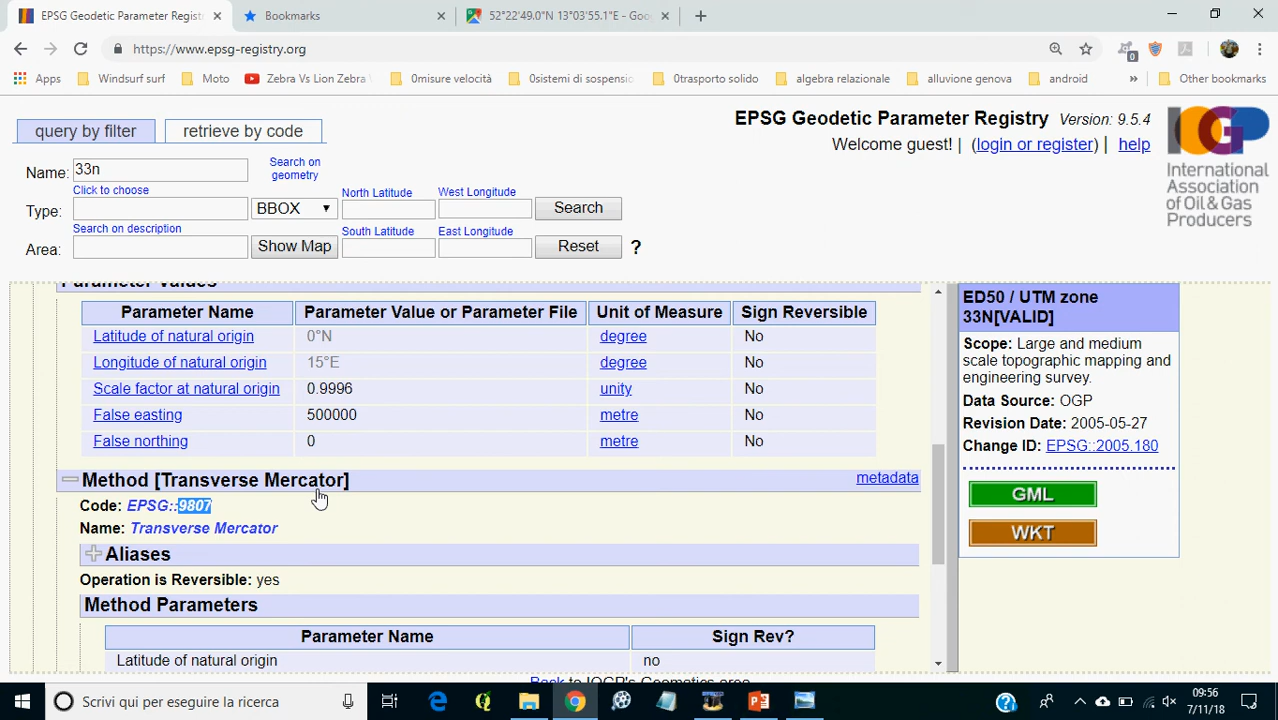 EPSG Geodetic Parameter Registr
Bookmarks
52°22'49.0"N 13°03'55.1"E - Goo
https://www.epsg-registry.org
0
Apps
Windsurf surf
Moto
Zebra Vs Lion Zebra
0misure velocità
0sistemi di sospensio
0trasporto solido
algebra relazionale
alluvione genova
android
»
Other bookmarks
query by filter
retrieve by code
EPSG Geodetic Parameter Registry Version: 9.5.4
Welcome guest! | (login or register) | help
IOGP
International
Association
of Oil & Gas
Producers
Name: 33n
Search on
geometry
Click to choose
North Latitude
West Longitude
Type:
BBOX
Search
Search on description
South Latitude
East Longitude
Area:
Show Map
Reset
?
Parameter Values
Parameter Name
Parameter Value or Parameter File
Unit of Measure
Sign Reversible
Latitude of natural origin
0°N
degree
No
Longitude of natural origin
15°E
degree
No
Scale factor at natural origin
0.9996
unity
No
False easting
500000
metre
No
False northing
0
metre
No
Method [Transverse Mercator]
metadata
Code: EPSG::9807
Name: Transverse Mercator
Aliases
Operation is Reversible: yes
Method Parameters
Parameter Name
Sign Rev?
Latitude of natural origin
no
Back to IOGP's Geomatics area
ED50 / UTM zone
33N[VALID]
Scope: Large and medium
scale topographic mapping and
engineering survey.
Data Source: OGP
Revision Date: 2005-05-27
Change ID: EPSG::2005.180
GML
WKT
Scrivi qui per eseguire la ricerca
09:56
7/11/18